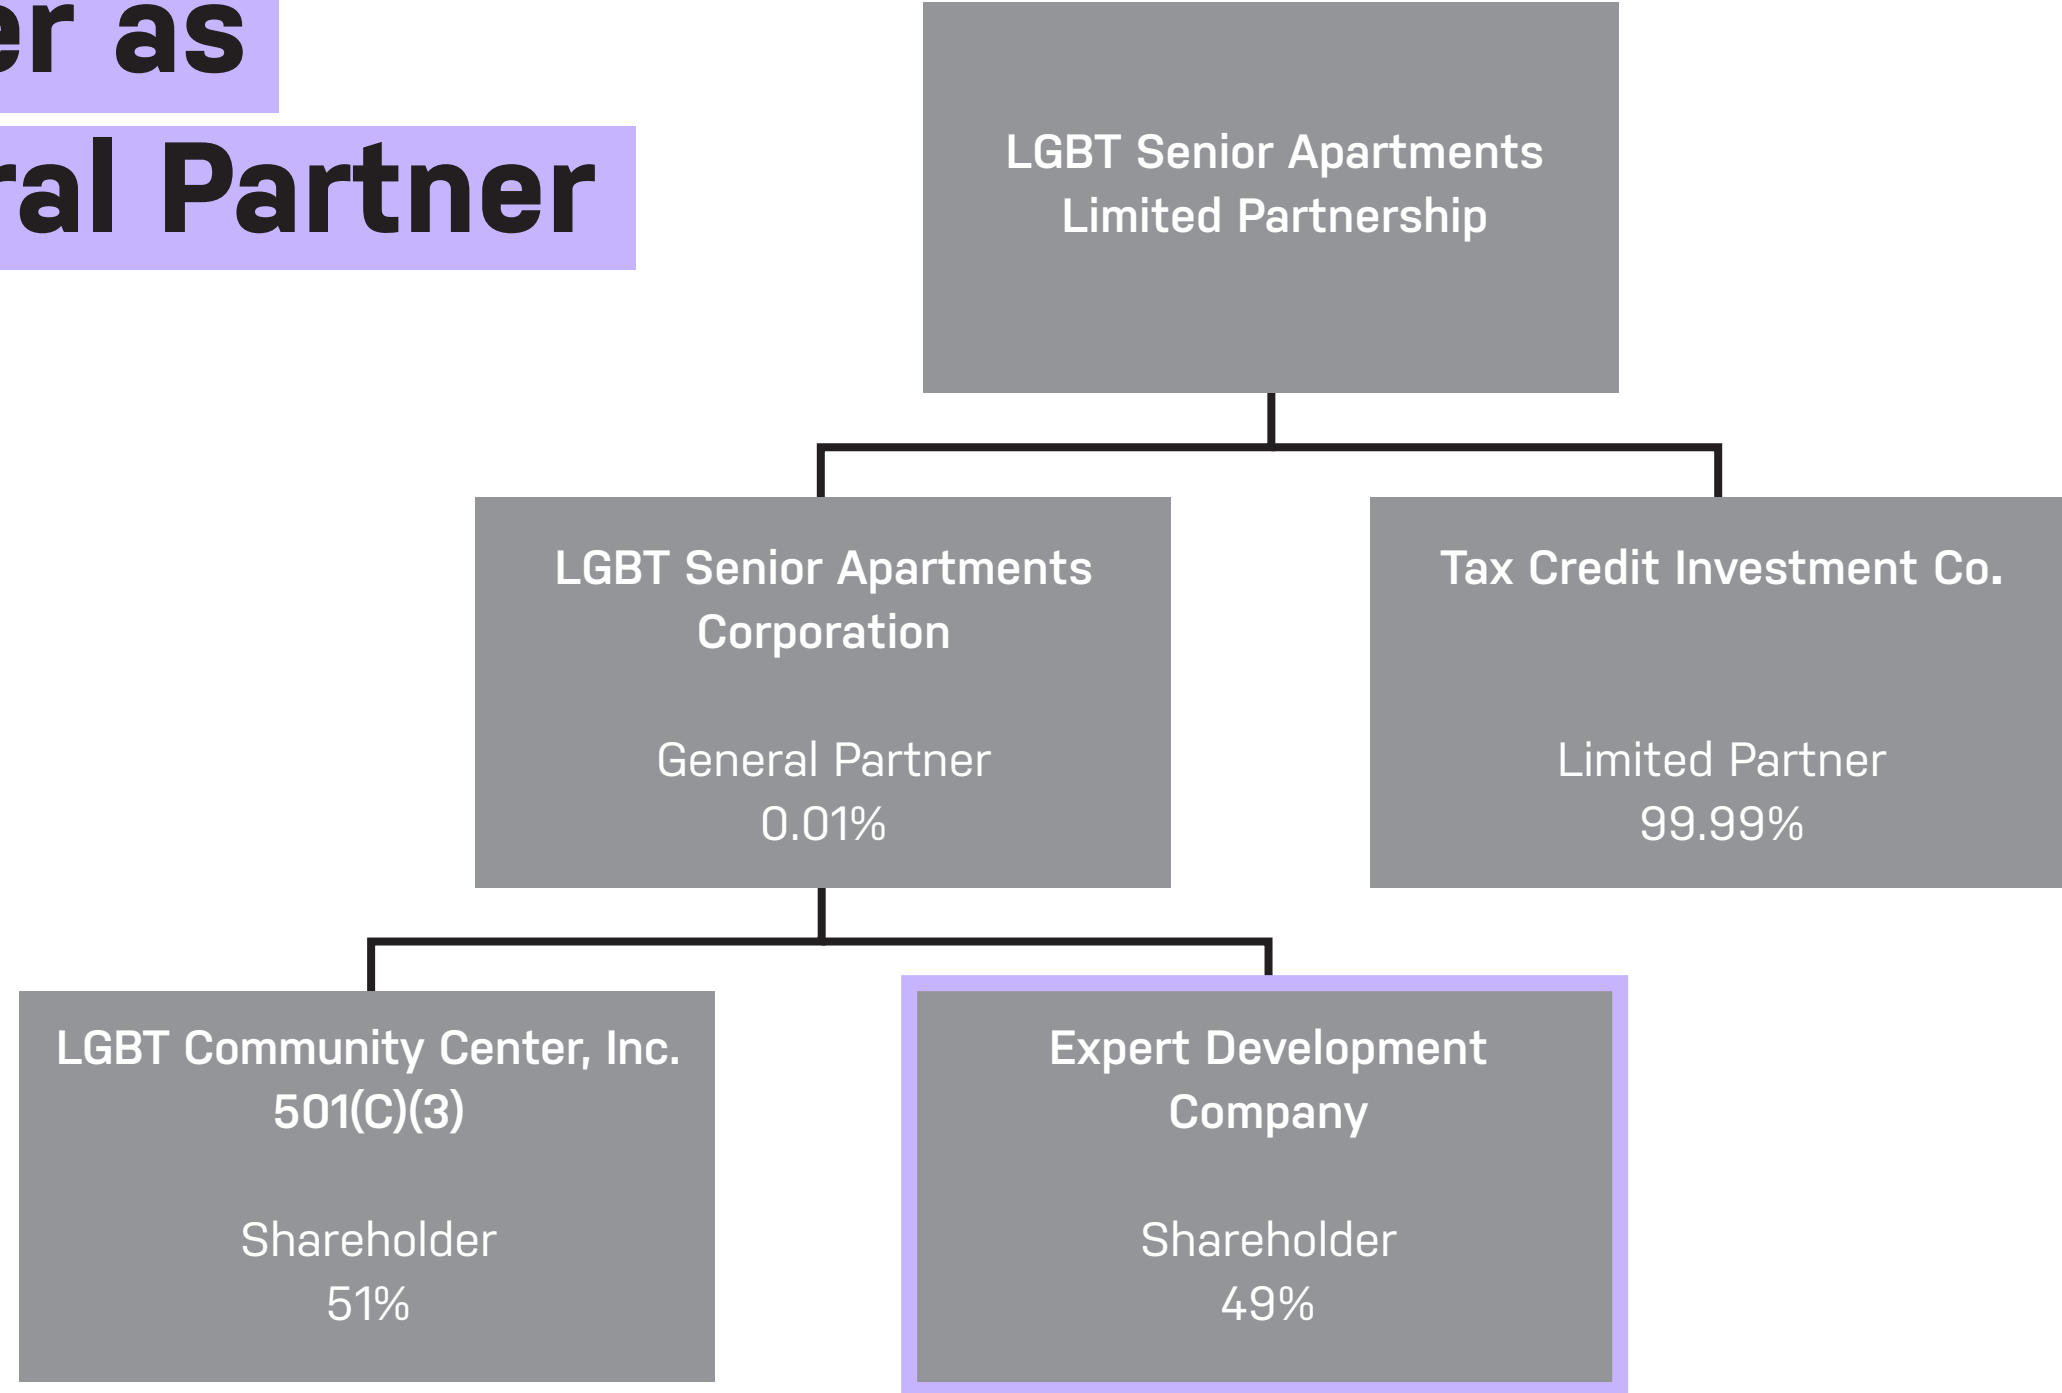 er as
ral Partner
LGBT Senior Apartments
Limited Partnership
LGBT Senior Apartments
Corporation
General Partner
0.01%
Tax Credit Investment Co.
Limited Partner
99.99%
LGBT Community Center, Inc.
501(C)(3)
Shareholder
51%
Expert Development
Company
Shareholder
49%